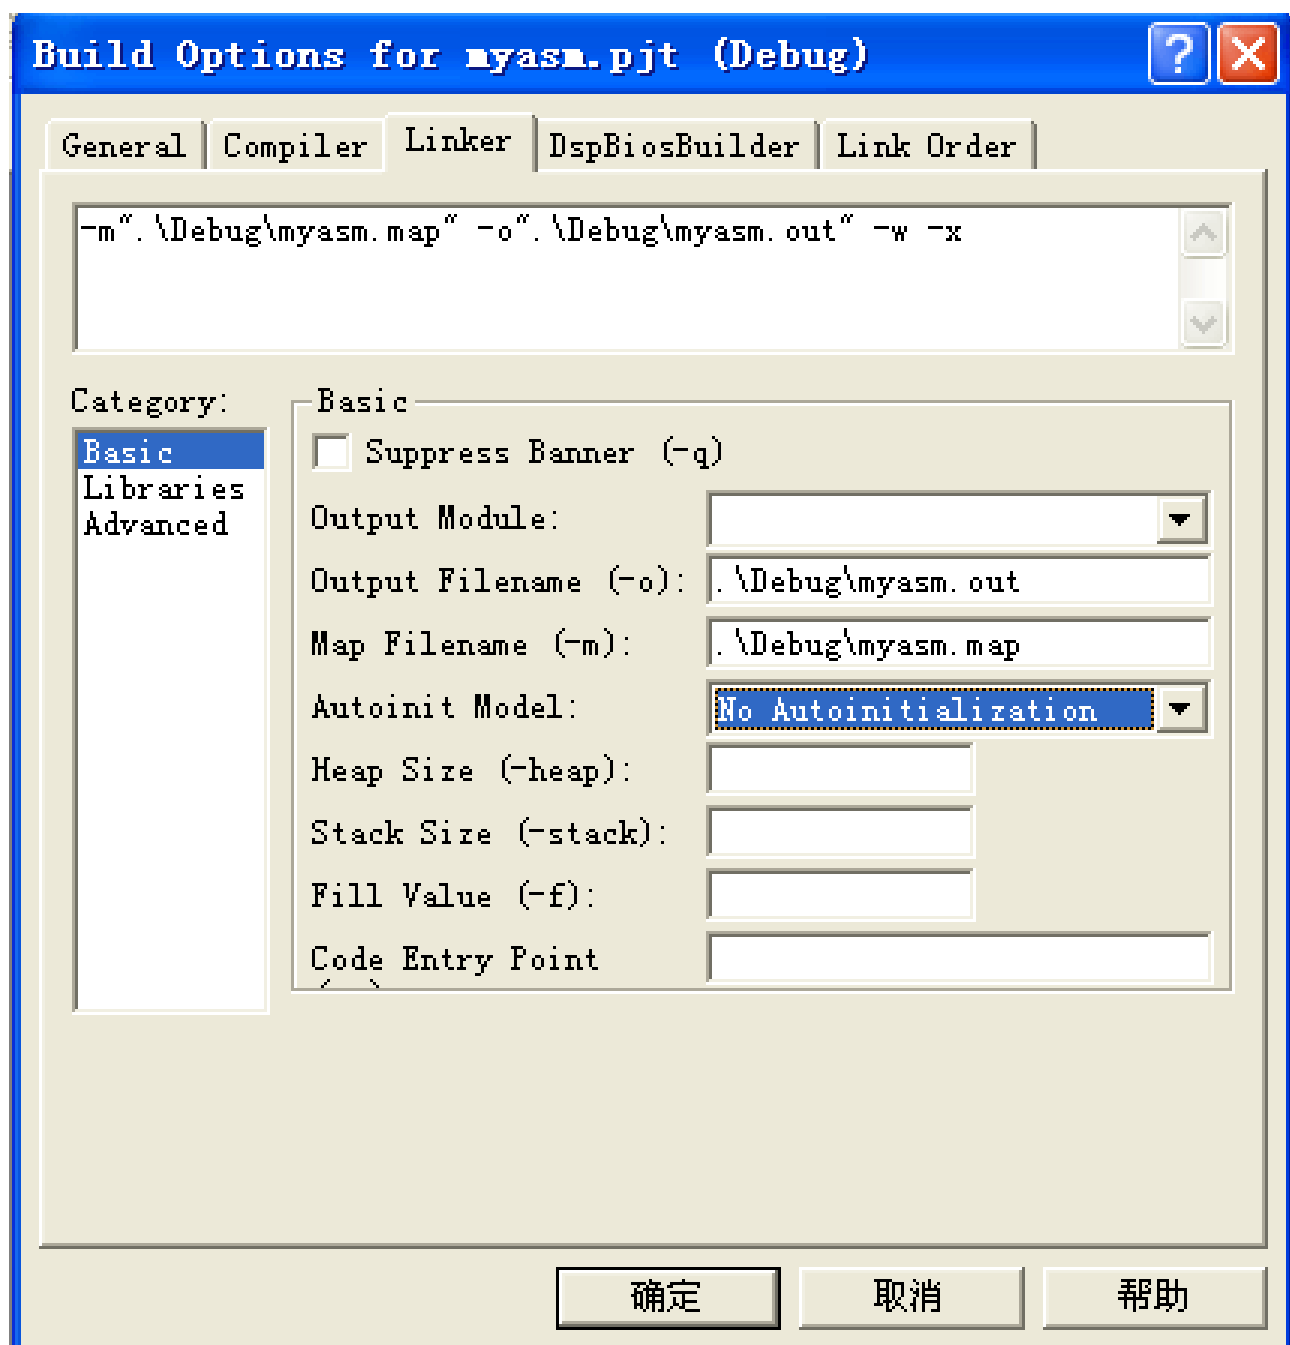 Build Options for myasm.pjt (Debug)
General Compiler Linker DspBiosBuilder Link Order
-m".\Debug\myasm.map" -o".\Debug\myasm.out" -w -x
Category:
Basic
Libraries
Advanced
Basic
Suppress Banner (-q)
Output Module:
Output Filename (-o): .\Debug\myasm.out
Map Filename (-m): .\Debug\myasm.map
Autoinit Model: No Autoinitialization
Heap Size (-heap):
Stack Size (-stack):
Fill Value (-f):
Code Entry Point
确定 取消 帮助